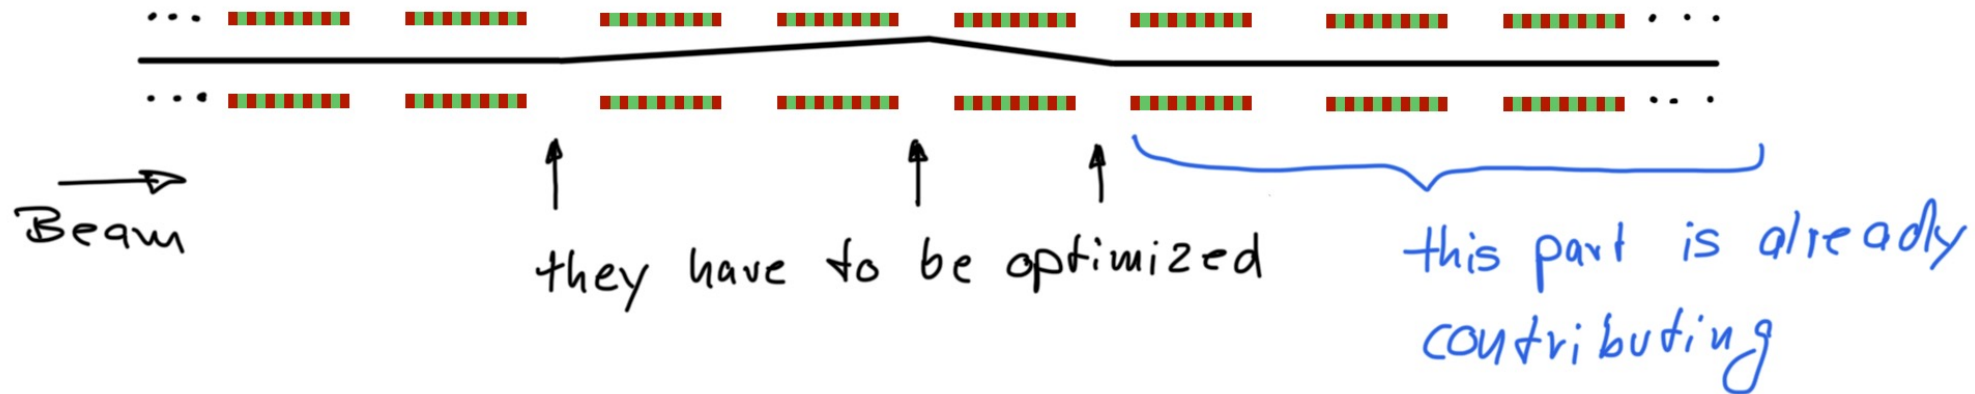 Beam
they have to be optimized
this part is already
contributing